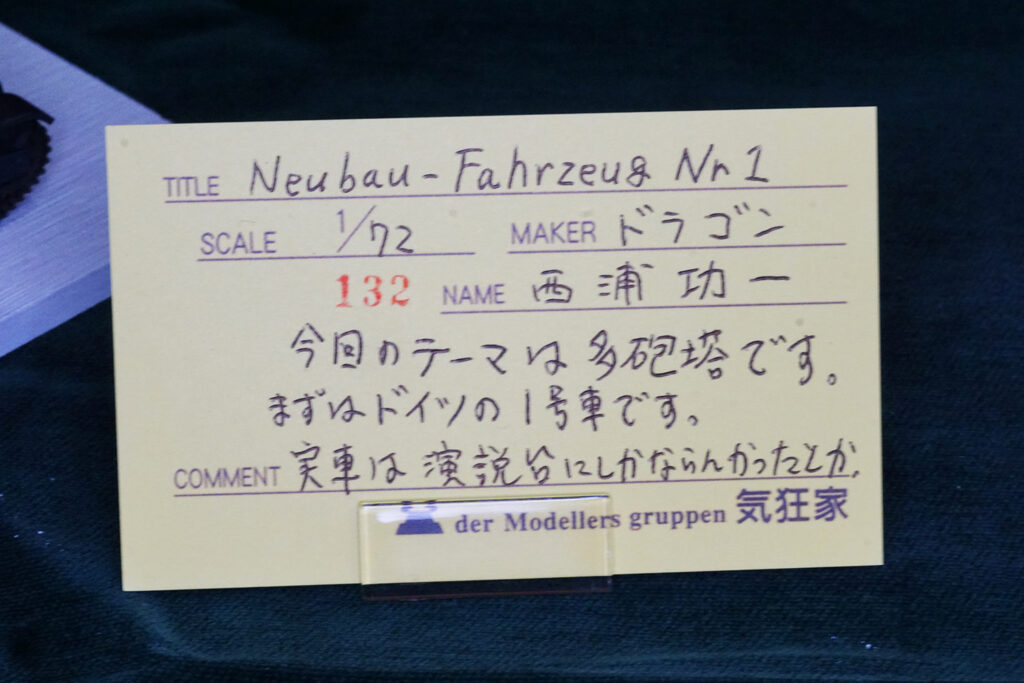 TITLE Neubau-Fahrzeug Nr1
SCALE 1/72 MAKER ドラゴン
132 NAME 西浦功一
今回のテーマは多砲塔です。
まずはドイツの1号車です。
COMMENT 実車は演説台にしかならんかったとか.
der Modellers gruppen 気狂家